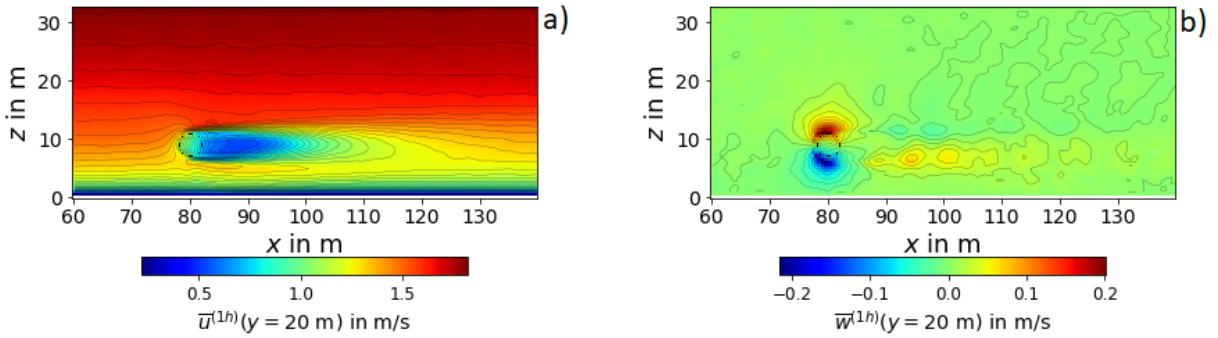 a)
30
20
10
0
z in m
60 70 80 90 100 110 120 130
x in m
0.5 1.0 1.5
u̅⁽¹ʰ⁾(y = 20 m) in m/s
b)
30
20
10
0
z in m
60 70 80 90 100 110 120 130
x in m
−0.2 −0.1 0.0 0.1 0.2
w̅⁽¹ʰ⁾(y = 20 m) in m/s